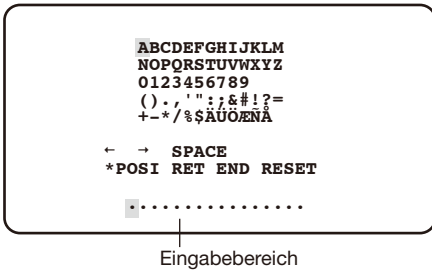 ABCDEFGHIJKLM
NOPQRSTUVWXYZ
0123456789
().,'":;&#!?=
+-*/%$ÄÜÖÆÑÅ
← → SPACE
*POSI RET END RESET
················
Eingabebereich